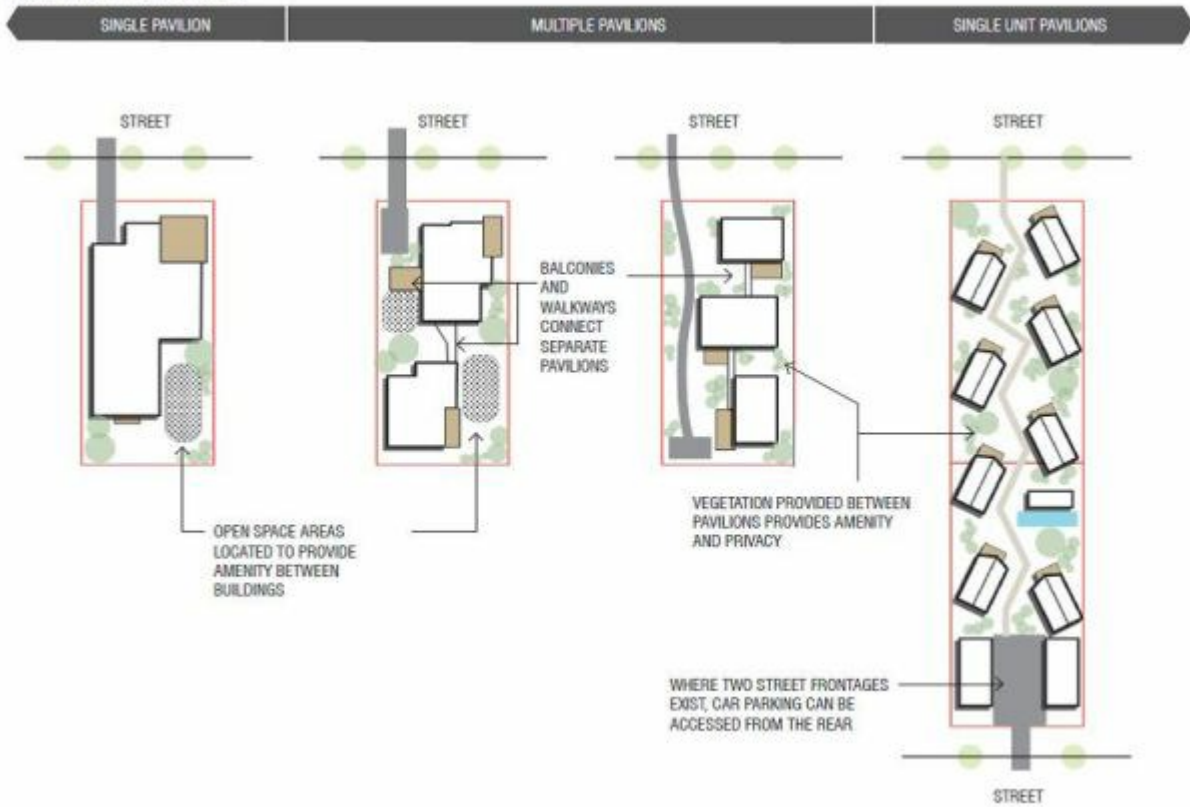 SINGLE PAVILION
MULTIPLE PAVILIONS
SINGLE UNIT PAVILIONS
STREET
STREET
STREET
STREET
BALCONIES
AND
WALKWAYS
CONNECT
SEPARATE
PAVILIONS
OPEN SPACE AREAS
LOCATED TO PROVIDE
AMENITY BETWEEN
BUILDINGS
VEGETATION PROVIDED BETWEEN
PAVILIONS PROVIDES AMENITY
AND PRIVACY
WHERE TWO STREET FRONTAGES
EXIST, CAR PARKING CAN BE
ACCESSED FROM THE REAR
STREET